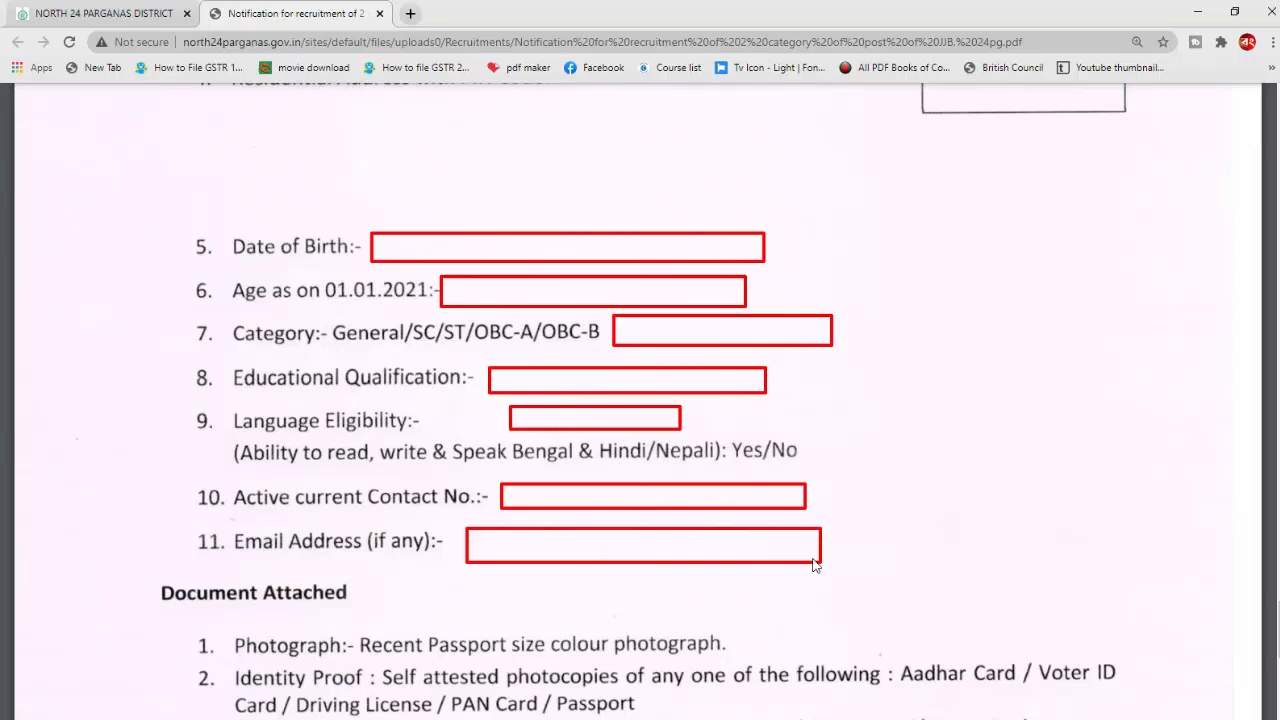 NORTH 24 PARGANAS DISTRICT
Notification for recruitment of 2
Not secure
north24parganas.gov.in/sites/default/files/uploads0/Recruitments/Notification%20for%20recruitment%20of%202%20category%20of%20post%20of%20JJB,%2024pg.pdf
Apps
New Tab
How to File GSTR 1...
movie download
How to file GSTR 2...
pdf maker
Facebook
Course list
Tv Icon - Light | Fon...
All PDF Books of Co...
British Council
Youtube thumbnail...
»
বং
5. Date of Birth:-
6. Age as on 01.01.2021:-
7. Category:- General/SC/ST/OBC-A/OBC-B
8. Educational Qualification:-
9. Language Eligibility:-
(Ability to read, write & Speak Bengal & Hindi/Nepali): Yes/No
10. Active current Contact No.:-
11. Email Address (if any):-
Document Attached
1. Photograph:- Recent Passport size colour photograph.
2. Identity Proof : Self attested photocopies of any one of the following : Aadhar Card / Voter ID
Card / Driving License / PAN Card / Passport